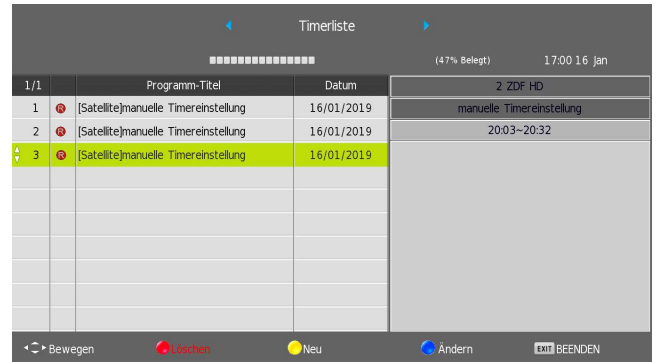 Timerliste
(47% Belegt) 17:00 16 Jan
1/1 Programm-Titel Datum 2 ZDF HD
1 R [Satellite]manuelle Timereinstellung 16/01/2019 manuelle Timereinstellung
2 R [Satellite]manuelle Timereinstellung 16/01/2019 20:03~20:32
3 R [Satellite]manuelle Timereinstellung 16/01/2019
Bewegen Löschen Neu Ändern EXIT BEENDEN